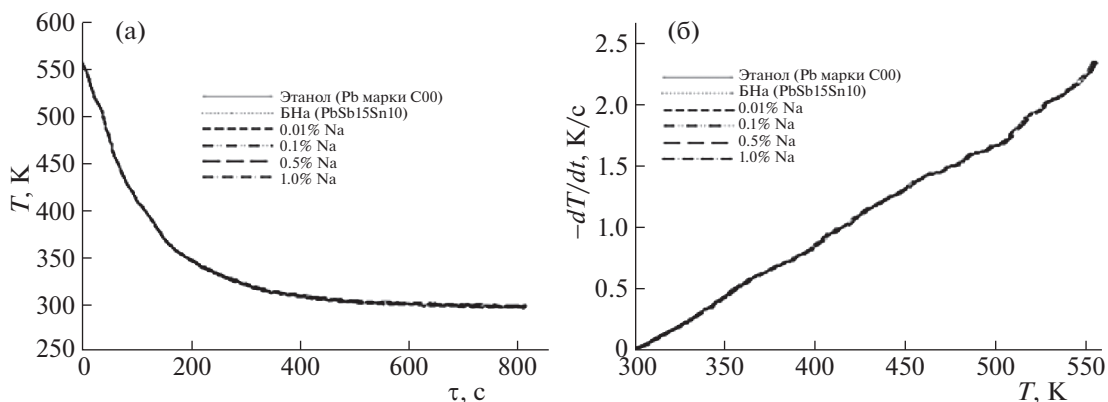 (а)
600
550
500
450
400
350
300
250
T, K
0
200
400
600
800
τ, с
Этанол (Pb марки C00)
БНа (PbSb15Sn10)
0.01% Na
0.1% Na
0.5% Na
1.0% Na
(б)
2.5
2.0
1.5
1.0
0.5
0
–dT/dt, К/с
300
350
400
450
500
550
T, K
Этанол (Pb марки C00)
БНа (PbSb15Sn10)
0.01% Na
0.1% Na
0.5% Na
1.0% Na